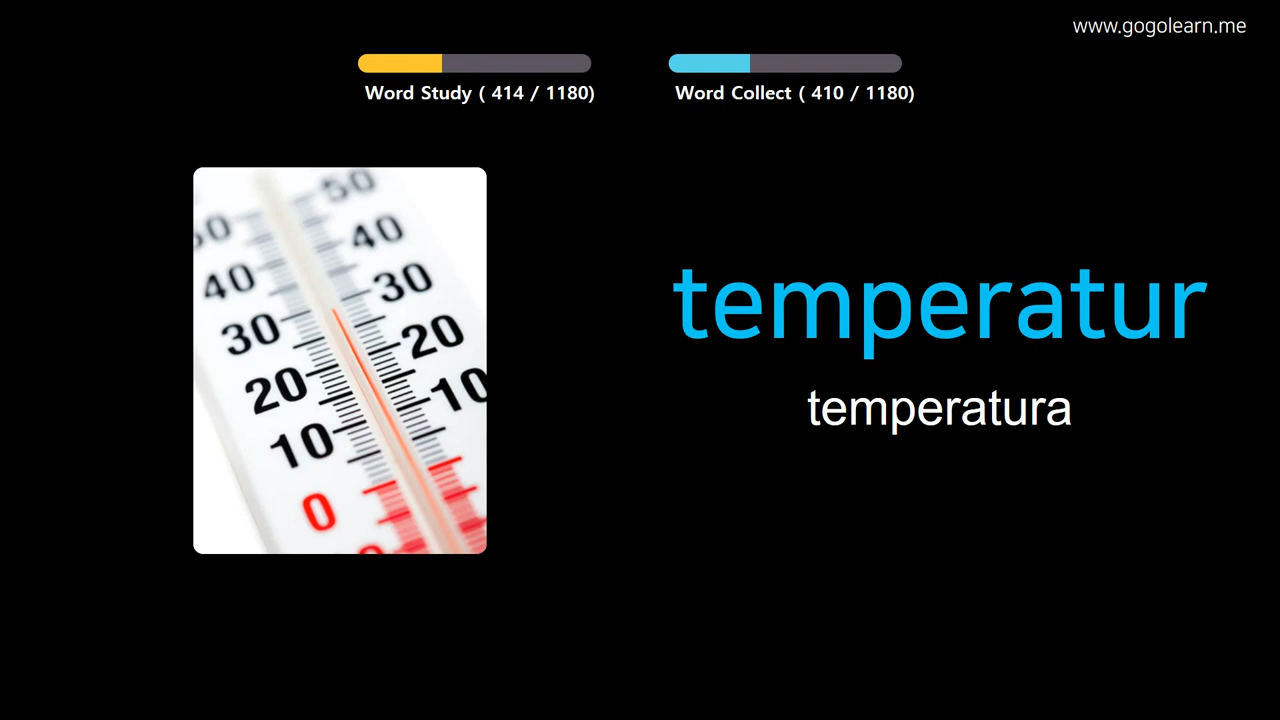 www.gogolearn.me
Word Study ( 414 / 1180)
Word Collect ( 410 / 1180)
50
40 40
30 30
20 20
10 10
0
temperatur
temperatura